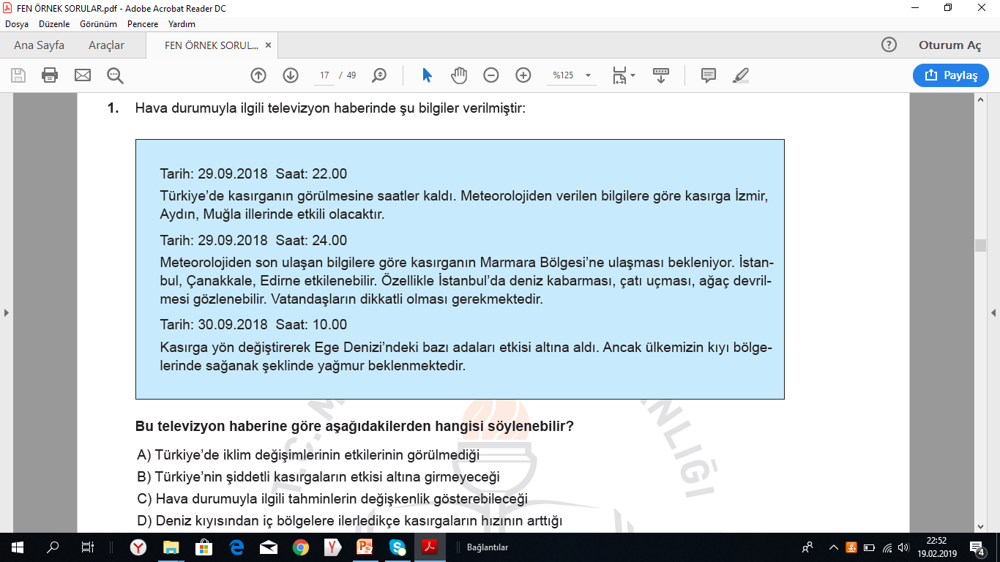 FEN ÖRNEK SORULAR.pdf - Adobe Acrobat Reader DC
Dosya Düzenle Görünüm Pencere Yardım
Ana Sayfa Araçlar FEN ÖRNEK SORUL... × ? Oturum Aç
17 / 49 %125 Paylaş
1. Hava durumuyla ilgili televizyon haberinde şu bilgiler verilmiştir:
Tarih: 29.09.2018 Saat: 22.00
Türkiye’de kasırganın görülmesine saatler kaldı. Meteorolojiden verilen bilgilere göre kasırga İzmir,
Aydın, Muğla illerinde etkili olacaktır.
Tarih: 29.09.2018 Saat: 24.00
Meteorolojiden son ulaşan bilgilere göre kasırganın Marmara Bölgesi’ne ulaşması bekleniyor. İstan-
bul, Çanakkale, Edirne etkilenebilir. Özellikle İstanbul’da deniz kabarması, çatı uçması, ağaç devril-
mesi gözlenebilir. Vatandaşların dikkatli olması gerekmektedir.
Tarih: 30.09.2018 Saat: 10.00
Kasırga yön değiştirerek Ege Denizi’ndeki bazı adaları etkisi altına aldı. Ancak ülkemizin kıyı bölge-
lerinde sağanak şeklinde yağmur beklenmektedir.
Bu televizyon haberine göre aşağıdakilerden hangisi söylenebilir?
A) Türkiye’de iklim değişimlerinin etkilerinin görülmediği
B) Türkiye’nin şiddetli kasırgaların etkisi altına girmeyeceği
C) Hava durumuyla ilgili tahminlerin değişkenlik gösterebileceği
D) Deniz kıyısından iç bölgelere ilerledikçe kasırgaların hızının arttığı
T.C.
Bağlantılar
22:52
19.02.2019
4